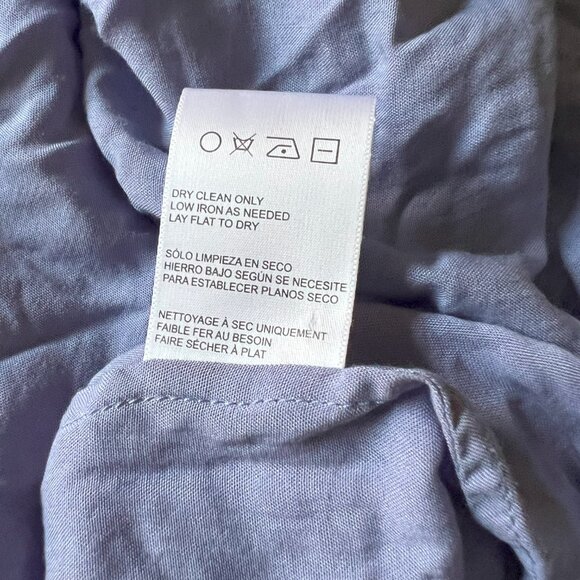 DRY CLEAN ONLY
LOW IRON AS NEEDED
LAY FLAT TO DRY
SÓLO LIMPIEZA EN SECO
HIERRO BAJO SEGÚN SE NECESITE
PARA ESTABLECER PLANOS SECO
NETTOYAGE À SEC UNIQUEMENT
FAIBLE FER AU BESOIN
FAIRE SÉCHER À PLAT